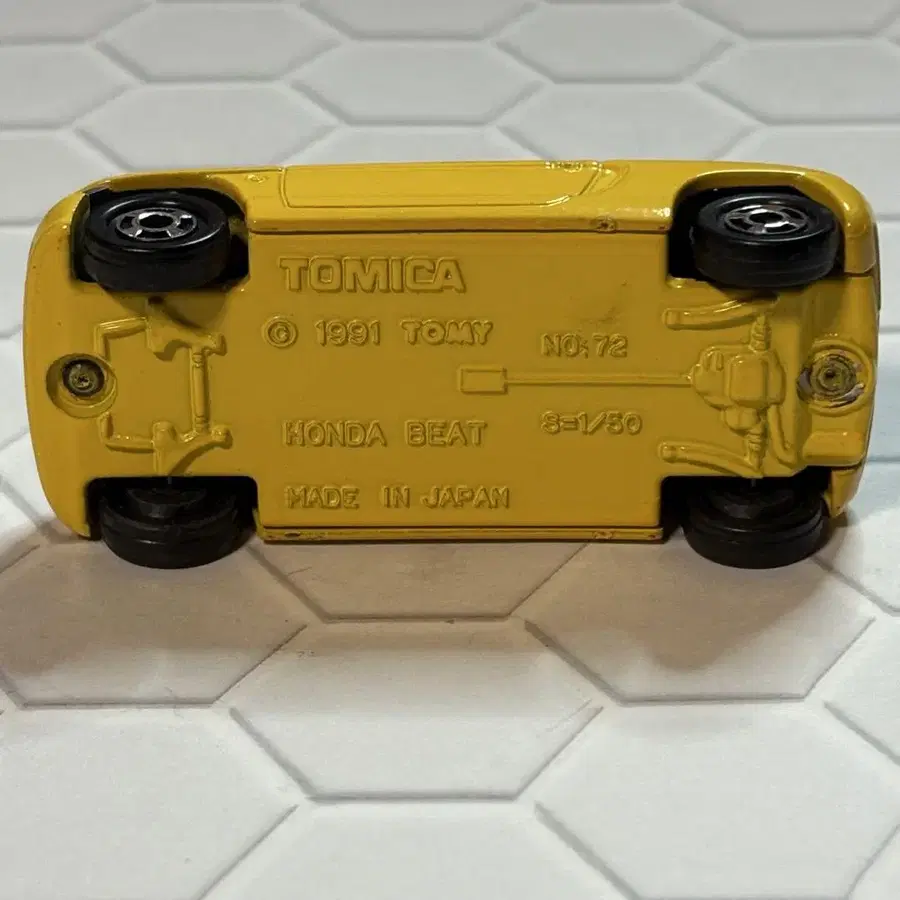 TOMICA
© 1991 TOMY
NO.72
HONDA BEAT
S=1/50
MADE IN JAPAN